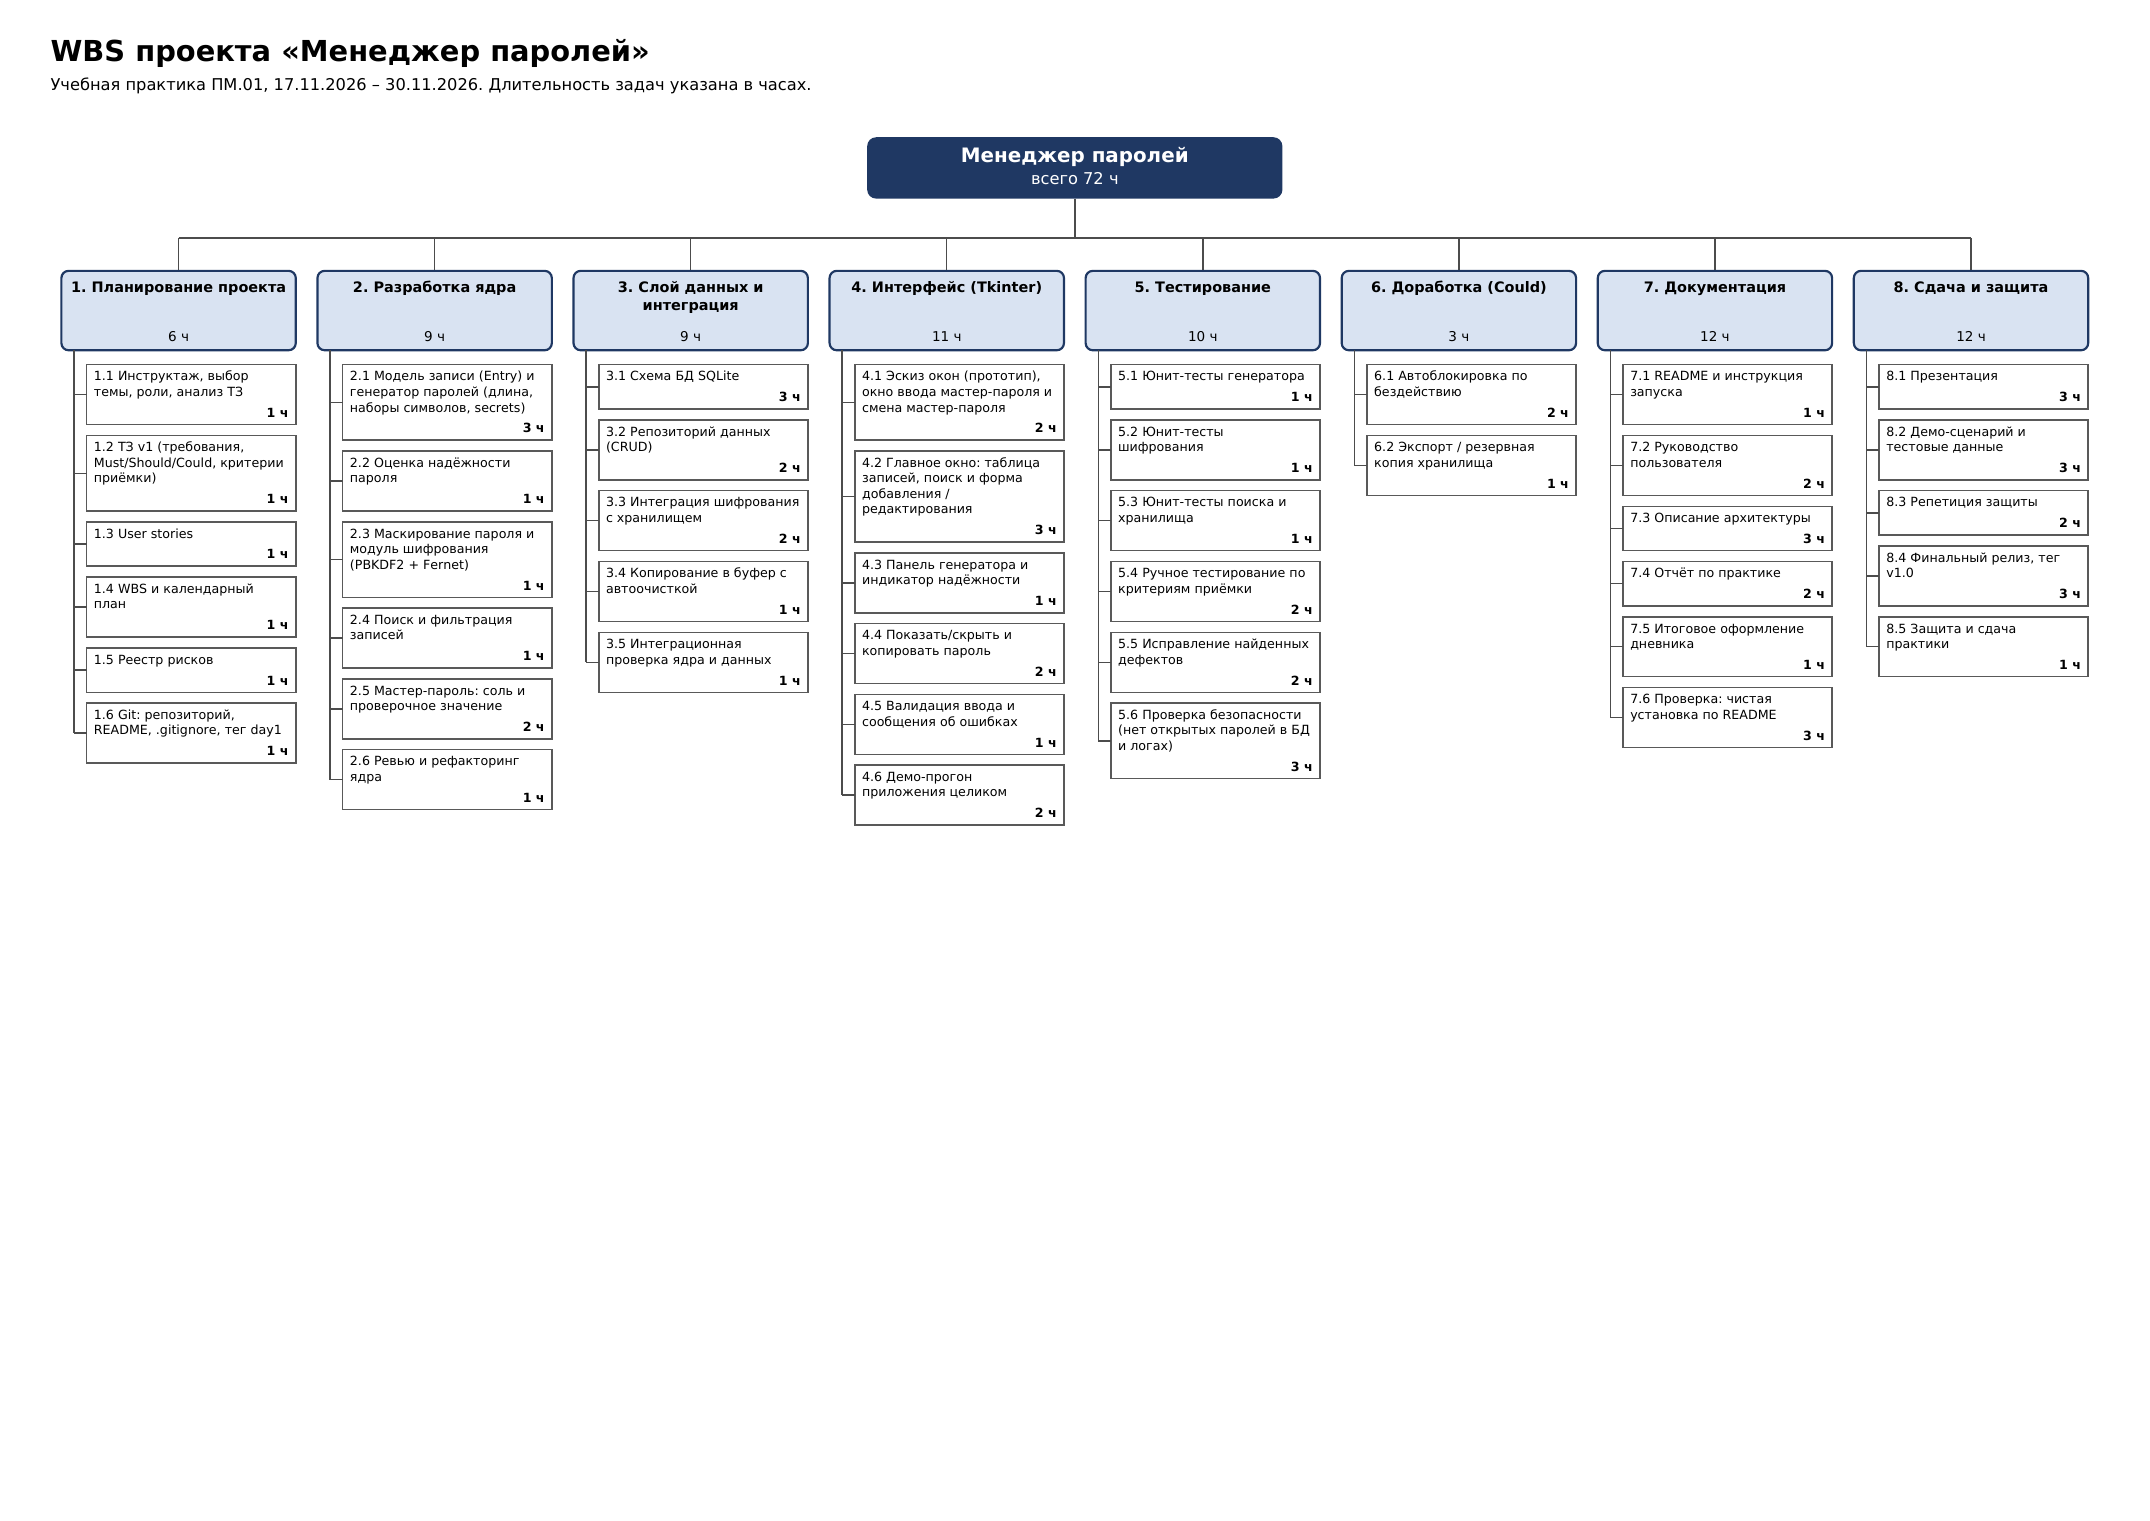 WBS проекта «Менеджер паролей»
Учебная практика ПМ.01, 17.11.2026 – 30.11.2026. Длительность задач указана в часах.
Менеджер паролей
всего 72 ч
1. Планирование проекта
6 ч
1.1 Инструктаж, выбор
темы, роли, анализ ТЗ
1 ч
1.2 ТЗ v1 (требования,
Must/Should/Could, критерии
приёмки)
1 ч
1.3 User stories
1 ч
1.4 WBS и календарный
план
1 ч
1.5 Реестр рисков
1 ч
1.6 Git: репозиторий,
README, .gitignore, тег day1
1 ч
2. Разработка ядра
9 ч
2.1 Модель записи (Entry) и
генератор паролей (длина,
наборы символов, secrets)
3 ч
2.2 Оценка надёжности
пароля
1 ч
2.3 Маскирование пароля и
модуль шифрования
(PBKDF2 + Fernet)
1 ч
2.4 Поиск и фильтрация
записей
1 ч
2.5 Мастер-пароль: соль и
проверочное значение
2 ч
2.6 Ревью и рефакторинг
ядра
1 ч
3. Слой данных и
интеграция
9 ч
3.1 Схема БД SQLite
3 ч
3.2 Репозиторий данных
(CRUD)
2 ч
3.3 Интеграция шифрования
с хранилищем
2 ч
3.4 Копирование в буфер с
автоочисткой
1 ч
3.5 Интеграционная
проверка ядра и данных
1 ч
4. Интерфейс (Tkinter)
11 ч
4.1 Эскиз окон (прототип),
окно ввода мастер-пароля и
смена мастер-пароля
2 ч
4.2 Главное окно: таблица
записей, поиск и форма
добавления /
редактирования
3 ч
4.3 Панель генератора и
индикатор надёжности
1 ч
4.4 Показать/скрыть и
копировать пароль
2 ч
4.5 Валидация ввода и
сообщения об ошибках
1 ч
4.6 Демо-прогон
приложения целиком
2 ч
5. Тестирование
10 ч
5.1 Юнит-тесты генератора
1 ч
5.2 Юнит-тесты
шифрования
1 ч
5.3 Юнит-тесты поиска и
хранилища
1 ч
5.4 Ручное тестирование по
критериям приёмки
2 ч
5.5 Исправление найденных
дефектов
2 ч
5.6 Проверка безопасности
(нет открытых паролей в БД
и логах)
3 ч
6. Доработка (Could)
3 ч
6.1 Автоблокировка по
бездействию
2 ч
6.2 Экспорт / резервная
копия хранилища
1 ч
7. Документация
12 ч
7.1 README и инструкция
запуска
1 ч
7.2 Руководство
пользователя
2 ч
7.3 Описание архитектуры
3 ч
7.4 Отчёт по практике
2 ч
7.5 Итоговое оформление
дневника
1 ч
7.6 Проверка: чистая
установка по README
3 ч
8. Сдача и защита
12 ч
8.1 Презентация
3 ч
8.2 Демо-сценарий и
тестовые данные
3 ч
8.3 Репетиция защиты
2 ч
8.4 Финальный релиз, тег
v1.0
3 ч
8.5 Защита и сдача
практики
1 ч